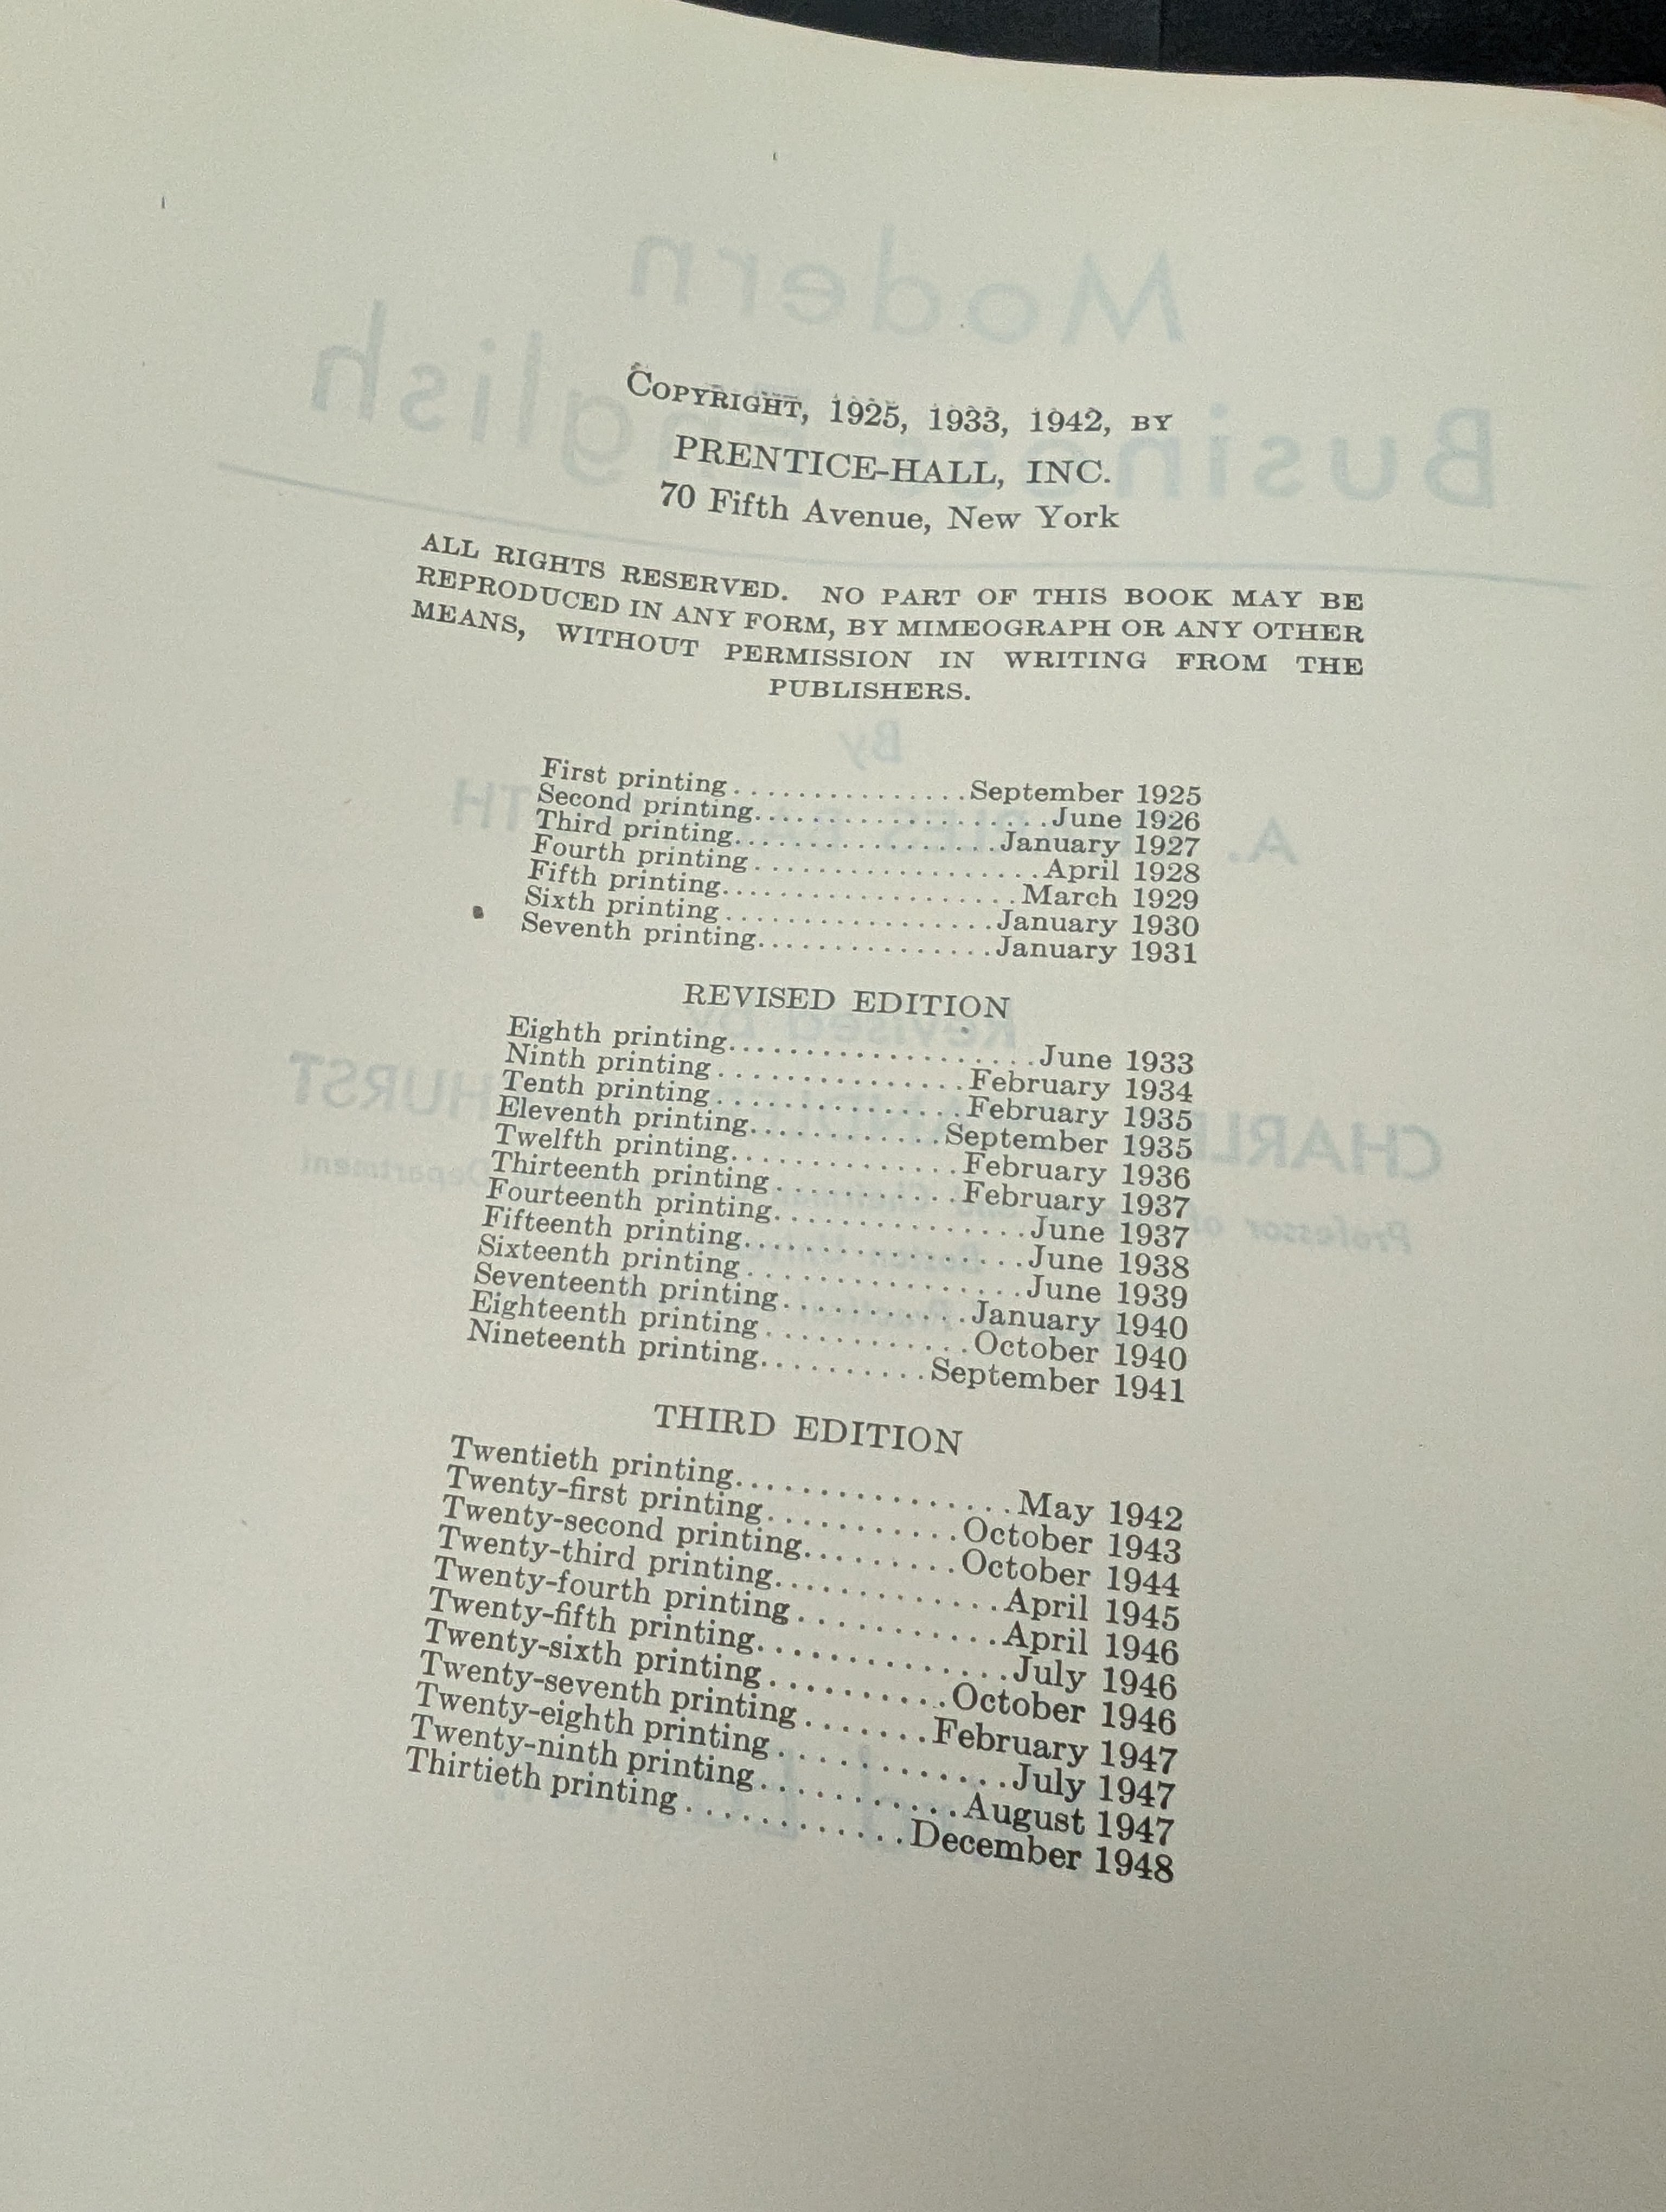 COPYRIGHT, 1925, 1933, 1942, BY
PRENTICE-HALL, INC.
70 Fifth Avenue, New York
ALL RIGHTS RESERVED. NO PART OF THIS BOOK MAY BE
REPRODUCED IN ANY FORM, BY MIMEOGRAPH OR ANY OTHER
MEANS, WITHOUT PERMISSION IN WRITING FROM THE
PUBLISHERS.
First printing...............September 1925
Second printing...................June 1926
Third printing.................January 1927
Fourth printing...................April 1928
Fifth printing...................March 1929
Sixth printing.................January 1930
Seventh printing...............January 1931
REVISED EDITION
Eighth printing....................June 1933
Ninth printing................February 1934
Tenth printing................February 1935
Eleventh printing............September 1935
Twelfth printing...............February 1936
Thirteenth printing............February 1937
Fourteenth printing................June 1937
Fifteenth printing..................June 1938
Sixteenth printing..................June 1939
Seventeenth printing............January 1940
Eighteenth printing.............October 1940
Nineteenth printing...........September 1941
THIRD EDITION
Twentieth printing..................May 1942
Twenty-first printing............October 1943
Twenty-second printing..........October 1944
Twenty-third printing..............April 1945
Twenty-fourth printing.............April 1946
Twenty-fifth printing................July 1946
Twenty-sixth printing...........October 1946
Twenty-seventh printing........February 1947
Twenty-eighth printing..............July 1947
Twenty-ninth printing............August 1947
Thirtieth printing..............December 1948
Modern
Business English
By
Revised by